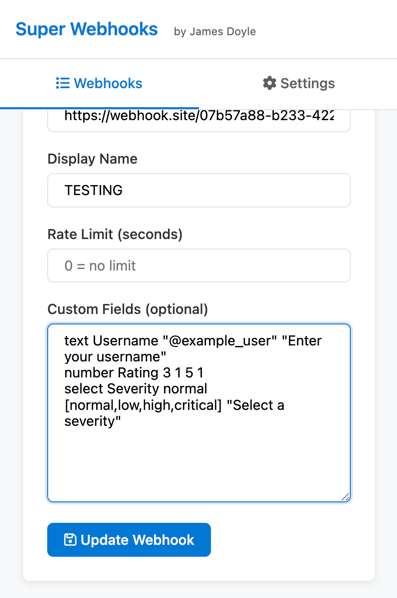 Super Webhooks by James Doyle
Webhooks Settings
https://webhook.site/07b57a88-b233-422
Display Name
TESTING
Rate Limit (seconds)
0 = no limit
Custom Fields (optional)
text Username "@example_user" "Enter
your username"
number Rating 3 1 5 1
select Severity normal
[normal,low,high,critical] "Select a
severity"
Update Webhook